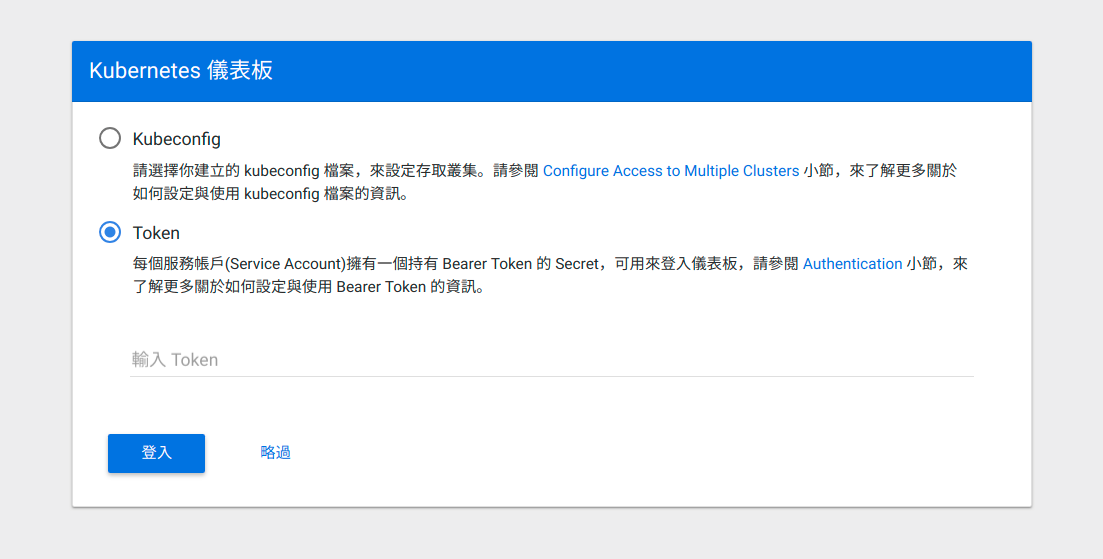 Kubernetes 儀表板
Kubeconfig
請選擇你建立的 kubeconfig 檔案，來設定存取叢集。請參閱 Configure Access to Multiple Clusters 小節，來了解更多關於
如何設定與使用 kubeconfig 檔案的資訊。
Token
每個服務帳戶(Service Account)擁有一個持有 Bearer Token 的 Secret，可用來登入儀表板，請參閱 Authentication 小節，來
了解更多關於如何設定與使用 Bearer Token 的資訊。
輸入 Token
登入 略過